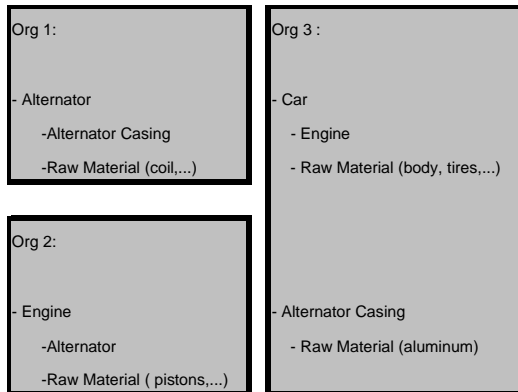 Org 1:
- Alternator
-Alternator Casing
-Raw Material (coil,...)
Org 2:
- Engine
-Alternator
-Raw Material ( pistons,...)
Org 3 :
- Car
- Engine
- Raw Material (body, tires,...)
- Alternator Casing
- Raw Material (aluminum)